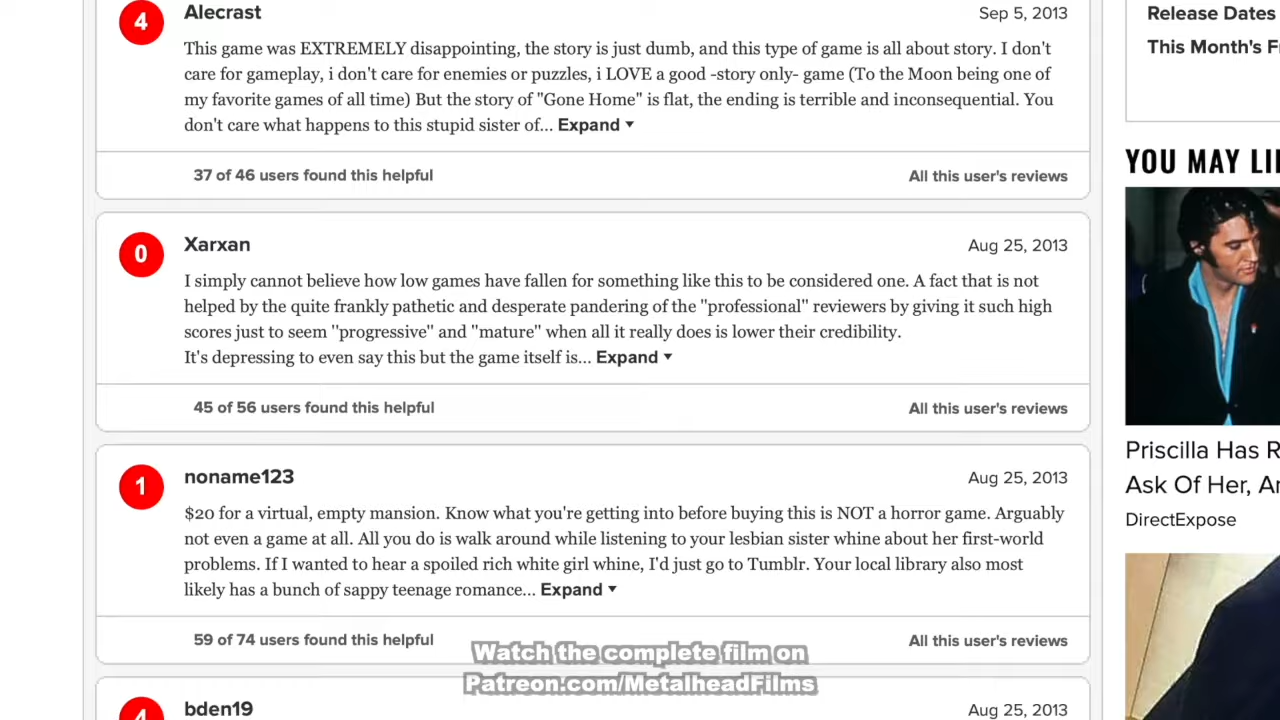 4
Alecrast
Sep 5, 2013
This game was EXTREMELY disappointing, the story is just dumb, and this type of game is all about story. I don't
care for gameplay, i don't care for enemies or puzzles, i LOVE a good -story only- game (To the Moon being one of
my favorite games of all time) But the story of "Gone Home" is flat, the ending is terrible and inconsequential. You
don't care what happens to this stupid sister of... Expand ▼
37 of 46 users found this helpful
All this user's reviews
0
Xarxan
Aug 25, 2013
I simply cannot believe how low games have fallen for something like this to be considered one. A fact that is not
helped by the quite frankly pathetic and desperate pandering of the "professional" reviewers by giving it such high
scores just to seem "progressive" and "mature" when all it really does is lower their credibility.
It's depressing to even say this but the game itself is... Expand ▼
45 of 56 users found this helpful
All this user's reviews
1
noname123
Aug 25, 2013
$20 for a virtual, empty mansion. Know what you're getting into before buying this is NOT a horror game. Arguably
not even a game at all. All you do is walk around while listening to your lesbian sister whine about her first-world
problems. If I wanted to hear a spoiled rich white girl whine, I'd just go to Tumblr. Your local library also most
likely has a bunch of sappy teenage romance... Expand ▼
59 of 74 users found this helpful
All this user's reviews
4
bden19
Aug 25, 2013
Release Dates
This Month's F
YOU MAY LI
Priscilla Has R
Ask Of Her, A
DirectExpose
Watch the complete film on
Patreon.com/MetalheadFilms